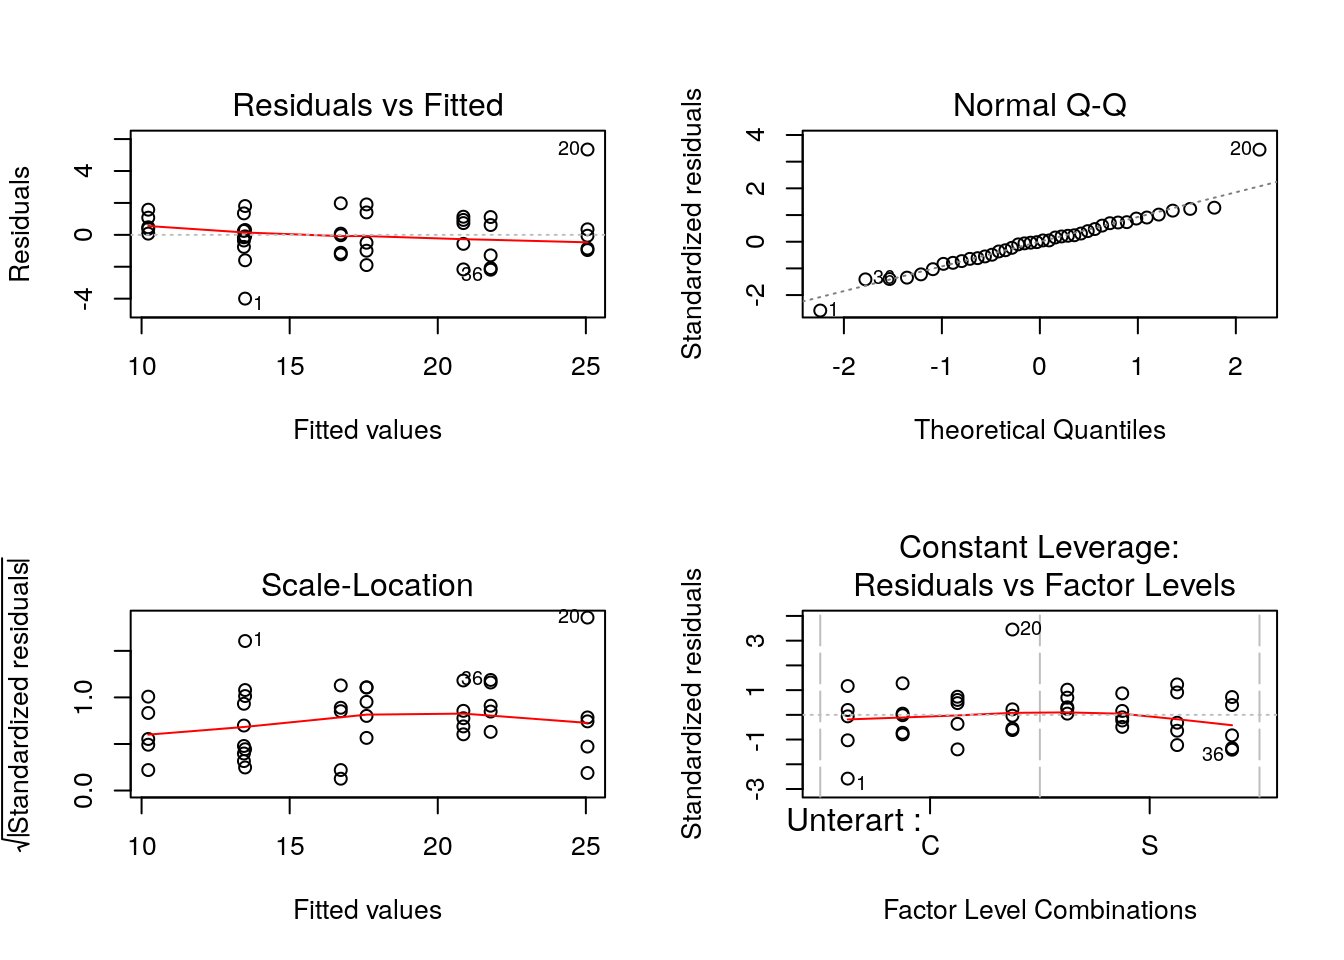 Residuals vs Fitted
Residuals
4
0
-4
20
36
1
10 15 20 25
Fitted values
Normal Q-Q
Standardized residuals
4
2
0
-2
20
36
1
-2 -1 0 1 2
Theoretical Quantiles
Scale-Location
√|Standardized residuals|
1.0
0.0
20
1
36
10 15 20 25
Fitted values
Constant Leverage:
Residuals vs Factor Levels
Standardized residuals
3
1
-1
-3
20
36
1
Unterart :
C S
Factor Level Combinations